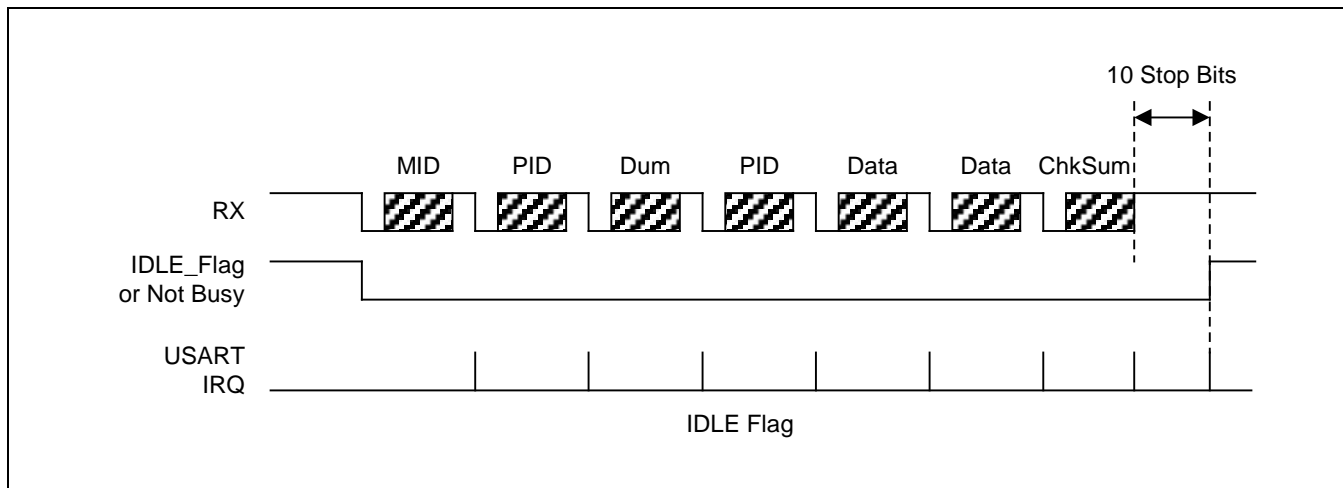 10 Stop Bits
MID PID Dum PID Data Data ChkSum
RX
IDLE_Flag
or Not Busy
USART
IRQ
IDLE Flag